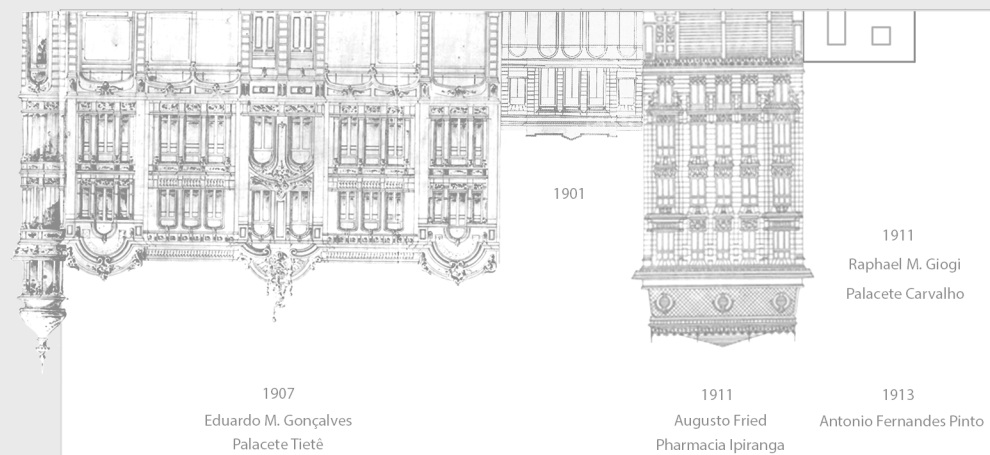 1901
1911
Raphael M. Giogi
Palacete Carvalho
1907
Eduardo M. Gonçalves
Palacete Tietê
1911
Augusto Fried
Pharmacia Ipiranga
1913
Antonio Fernandes Pinto